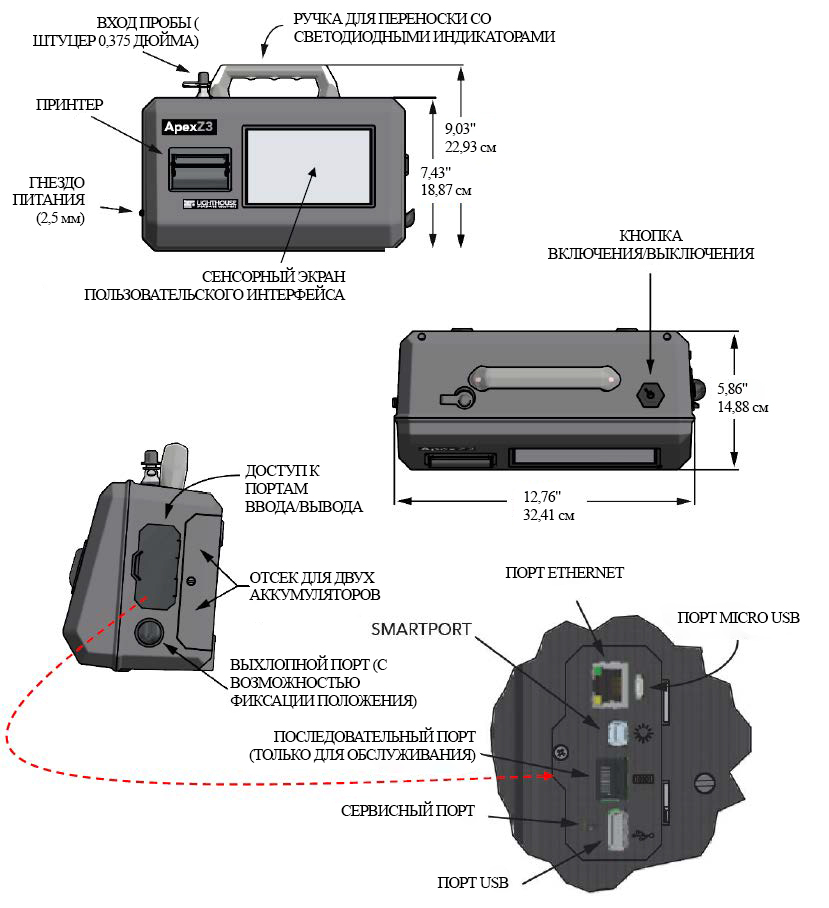 ВХОД ПРОБЫ (
ШТУЦЕР 0,375 ДЮЙМА)
РУЧКА ДЛЯ ПЕРЕНОСКИ СО
СВЕТОДИОДНЫМИ ИНДИКАТОРАМИ
ПРИНТЕР
ApexZ3
9,03"
22,93 см
7,43"
18,87 см
ГНЕЗДО
ПИТАНИЯ
(2,5 мм)
LIGHTHOUSE
СЕНСОРНЫЙ ЭКРАН
ПОЛЬЗОВАТЕЛЬСКОГО ИНТЕРФЕЙСА
КНОПКА
ВКЛЮЧЕНИЯ/ВЫКЛЮЧЕНИЯ
5,86"
14,88 см
ApexZ3
12,76"
32,41 см
ДОСТУП К
ПОРТАМ
ВВОДА/ВЫВОДА
ОТСЕК ДЛЯ ДВУХ
АККУМУЛЯТОРОВ
ВЫХЛОПНОЙ ПОРТ (С
ВОЗМОЖНОСТЬЮ
ФИКСАЦИИ ПОЛОЖЕНИЯ)
ПОРТ ETHERNET
ПОРТ MICRO USB
SMARTPORT
ПОСЛЕДОВАТЕЛЬНЫЙ ПОРТ
(ТОЛЬКО ДЛЯ ОБСЛУЖИВАНИЯ)
СЕРВИСНЫЙ ПОРТ
ПОРТ USB